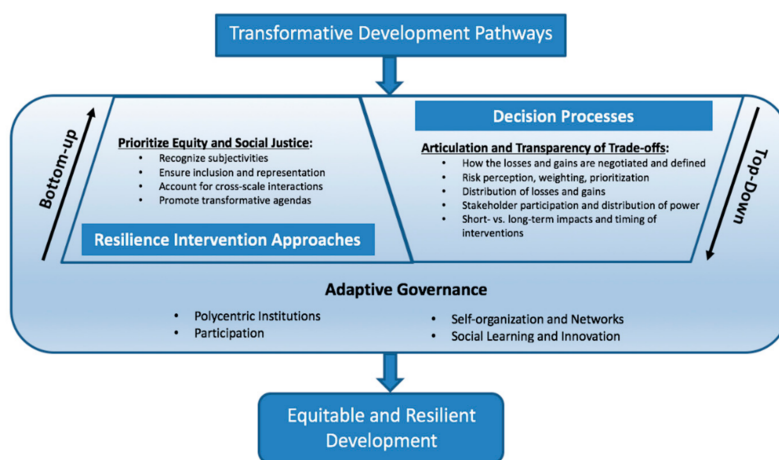 Transformative Development Pathways
Bottom-up
Prioritize Equity and Social Justice:
• Recognize subjectivities
• Ensure inclusion and representation
• Account for cross-scale interactions
• Promote transformative agendas
Resilience Intervention Approaches
Decision Processes
Articulation and Transparency of Trade-offs:
• How the losses and gains are negotiated and defined
• Risk perception, weighting, prioritization
• Distribution of losses and gains
• Stakeholder participation and distribution of power
• Short- vs. long-term impacts and timing of
interventions
Top-Down
Adaptive Governance
• Polycentric Institutions
• Participation
• Self-organization and Networks
• Social Learning and Innovation
Equitable and Resilient
Development